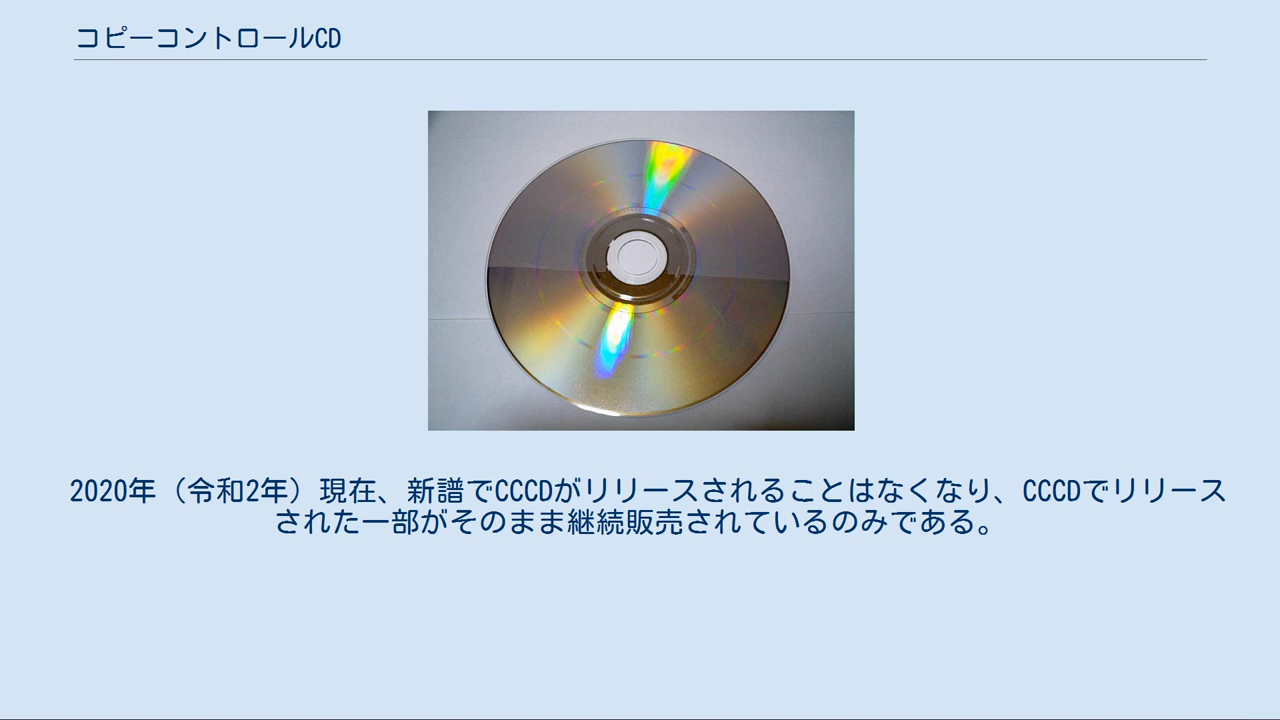 コピーコントロールCD
2020年（令和2年）現在、新譜でCCCDがリリースされることはなくなり、CCCDでリリース
された一部がそのまま継続販売されているのみである。